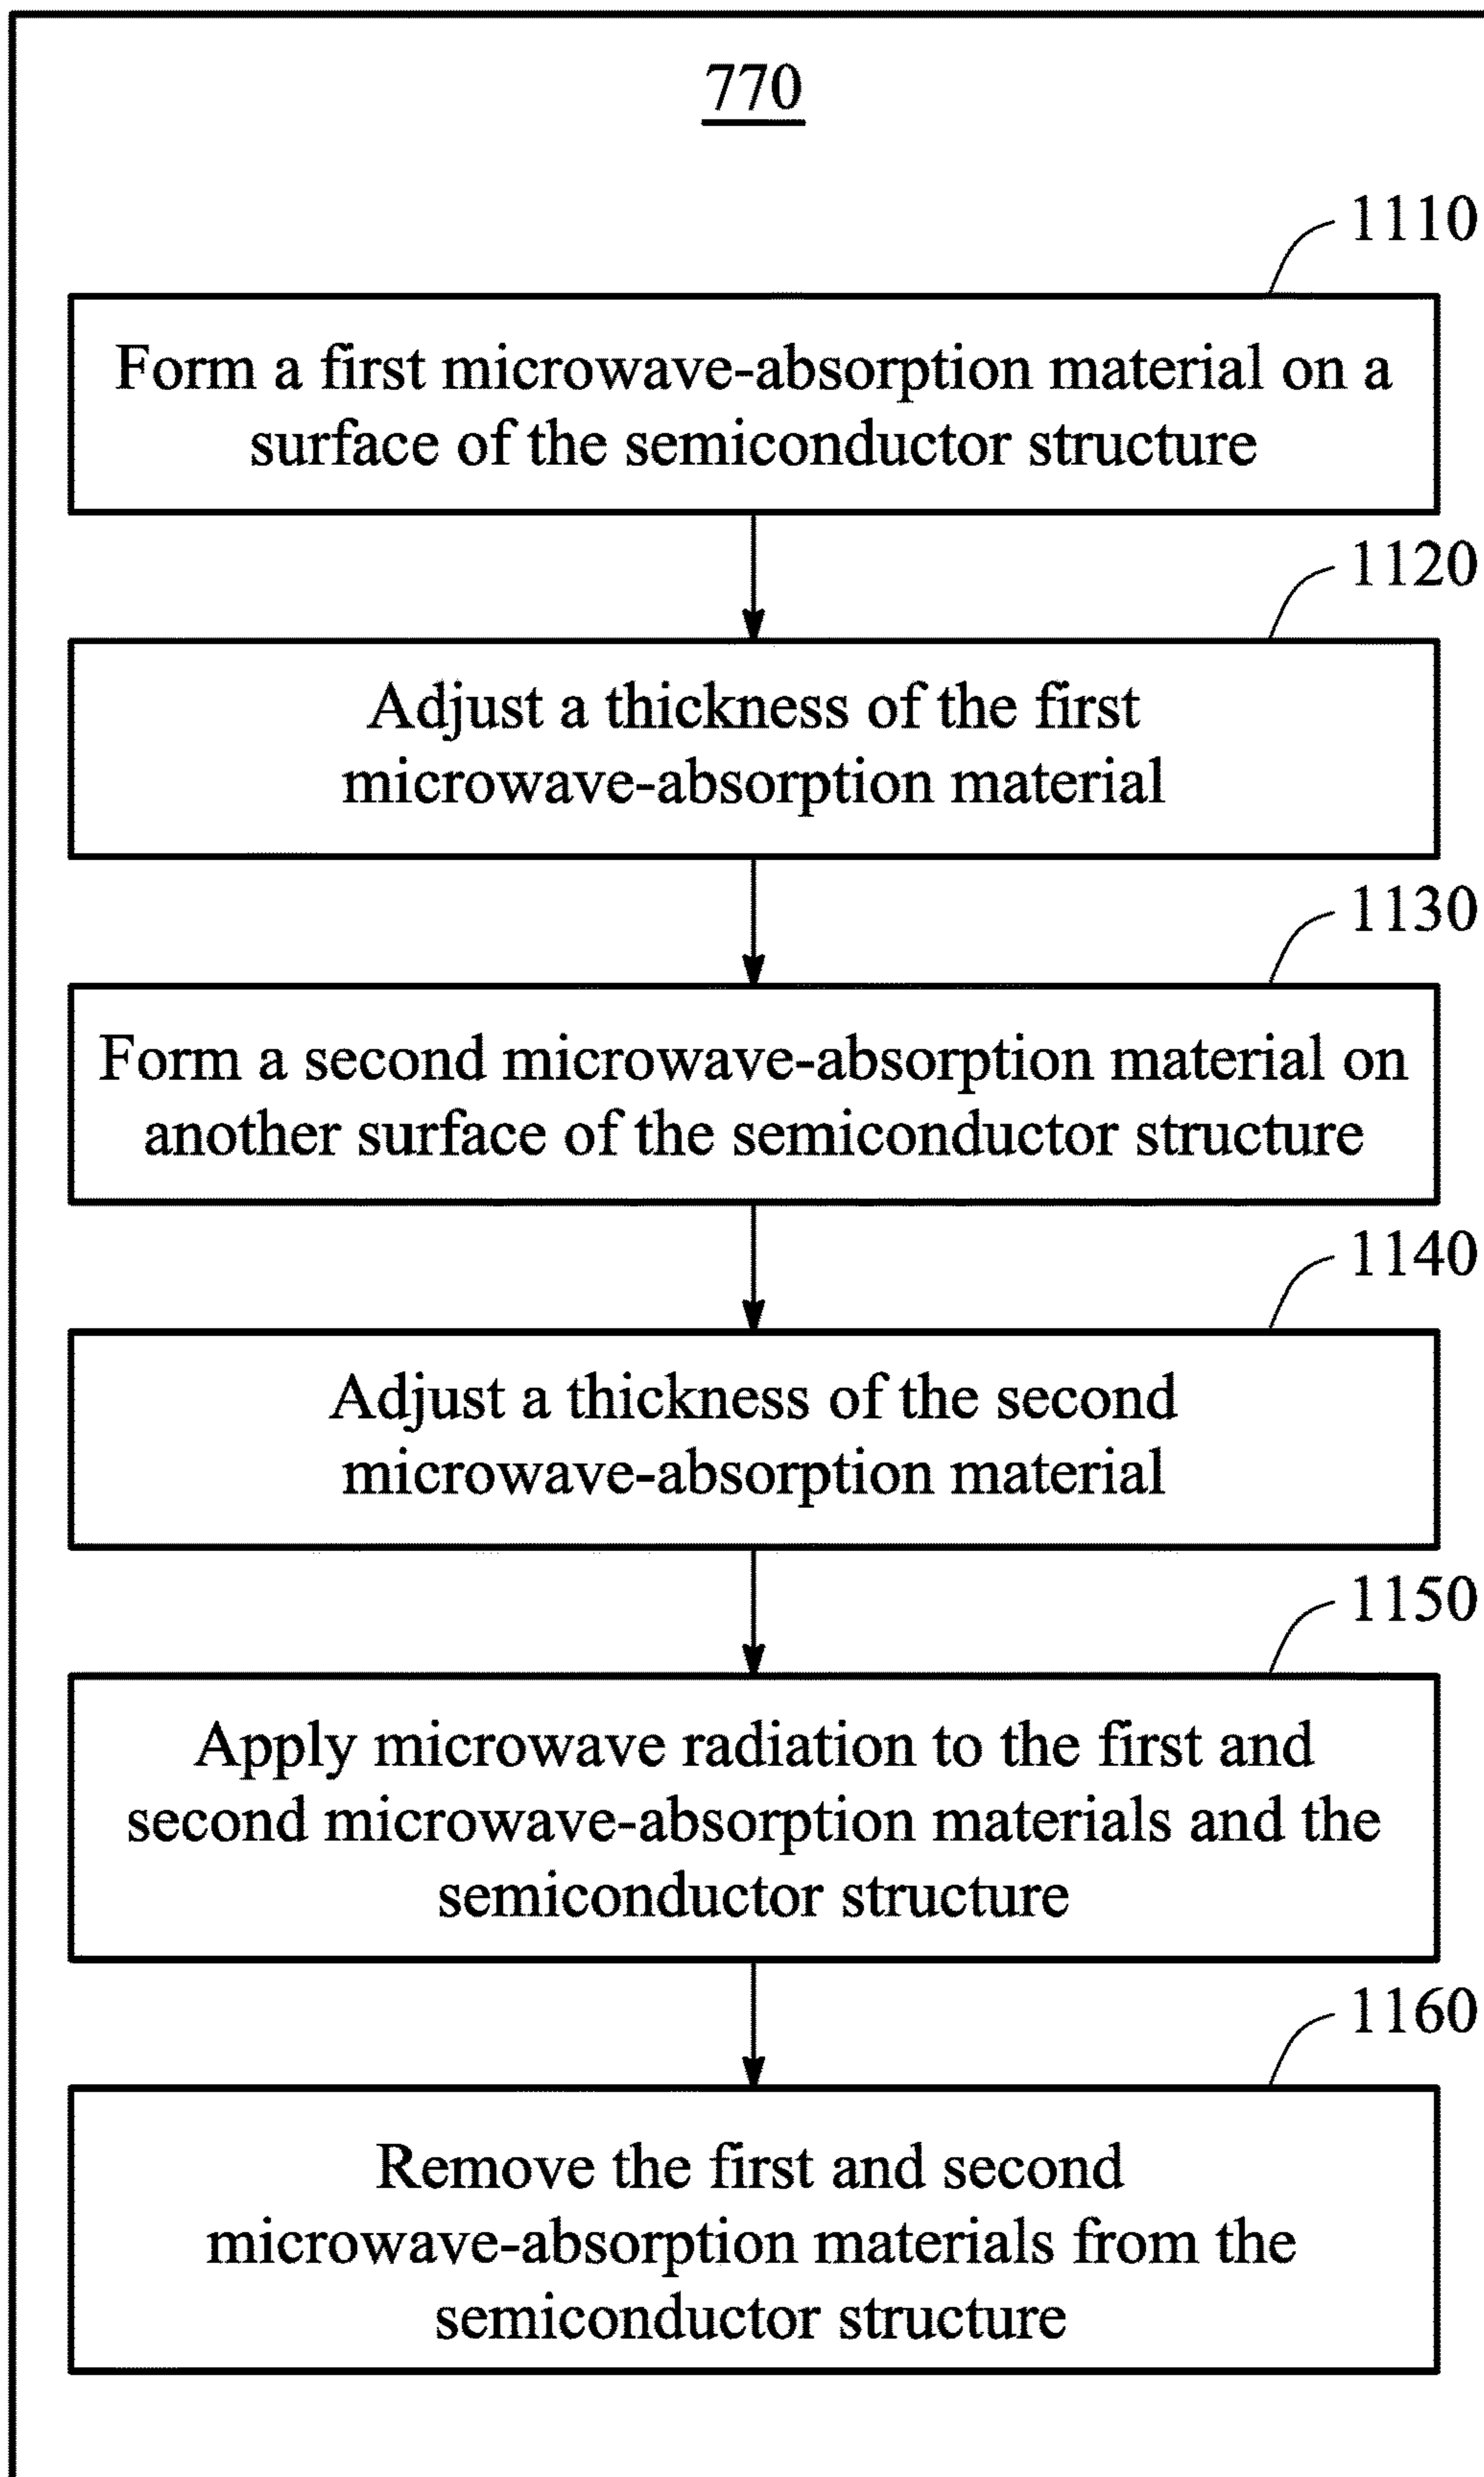 770
1110
Form a first microwave-absorption material on a
surface of the semiconductor structure
1120
Adjust a thickness of the first
microwave-absorption material
1130
Form a second microwave-absorption material on
another surface of the semiconductor structure
1140
Adjust a thickness of the second
microwave-absorption material
1150
Apply microwave radiation to the first and
second microwave-absorption materials and the
semiconductor structure
1160
Remove the first and second
microwave-absorption materials from the
semiconductor structure